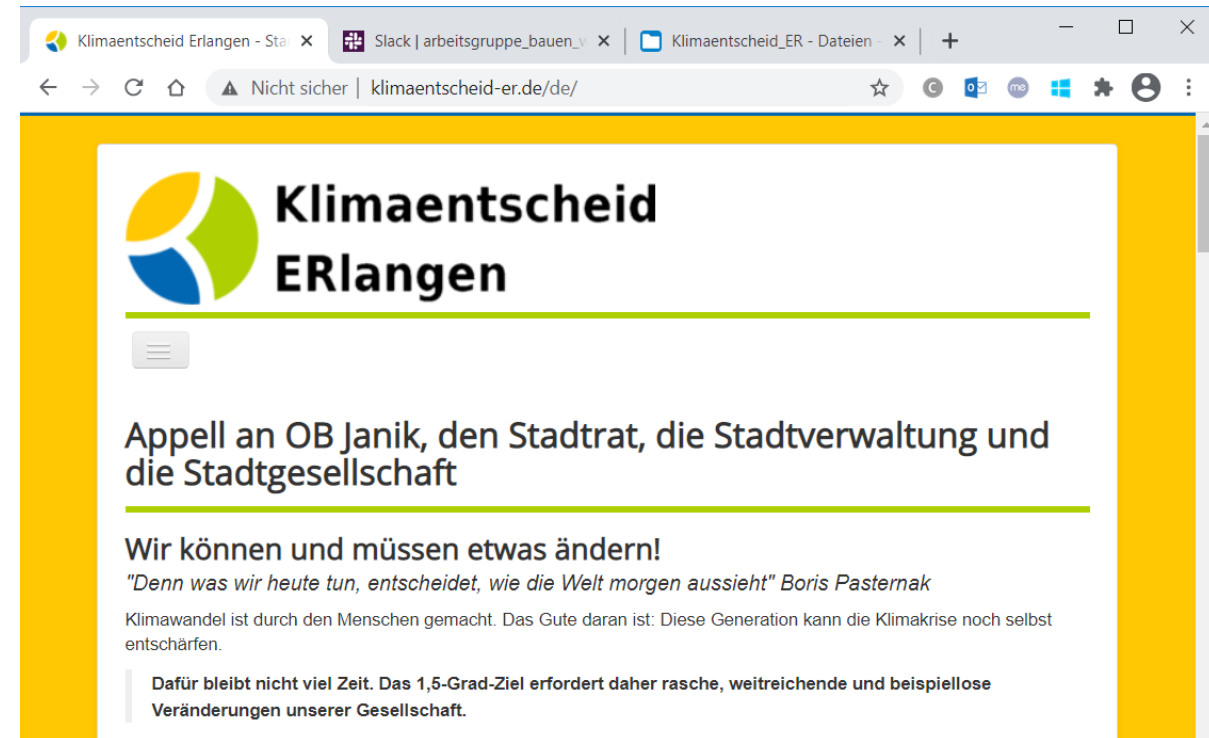 Klimaentscheid Erlangen - Sta
Slack | arbeitsgruppe_bauen_w
Klimaentscheid_ER - Dateien -
Nicht sicher | klimaentscheid-er.de/de/
C
me
Klimaentscheid
ERlangen
Appell an OB Janik, den Stadtrat, die Stadtverwaltung und
die Stadtgesellschaft
Wir können und müssen etwas ändern!
"Denn was wir heute tun, entscheidet, wie die Welt morgen aussieht" Boris Pasternak
Klimawandel ist durch den Menschen gemacht. Das Gute daran ist: Diese Generation kann die Klimakrise noch selbst
entschärfen.
Dafür bleibt nicht viel Zeit. Das 1,5-Grad-Ziel erfordert daher rasche, weitreichende und beispiellose
Veränderungen unserer Gesellschaft.